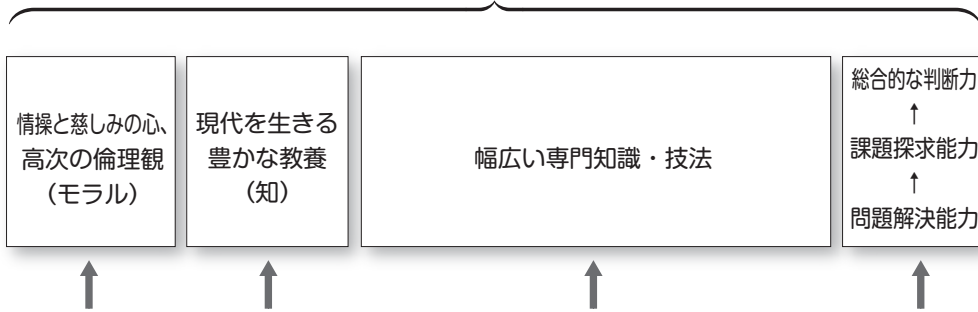 情操と慈しみの心、
高次の倫理観
(モラル)
現代を生きる
豊かな教養
(知)
幅広い専門知識・技法
総合的な判断力
↑
課題探求能力
↑
問題解決能力